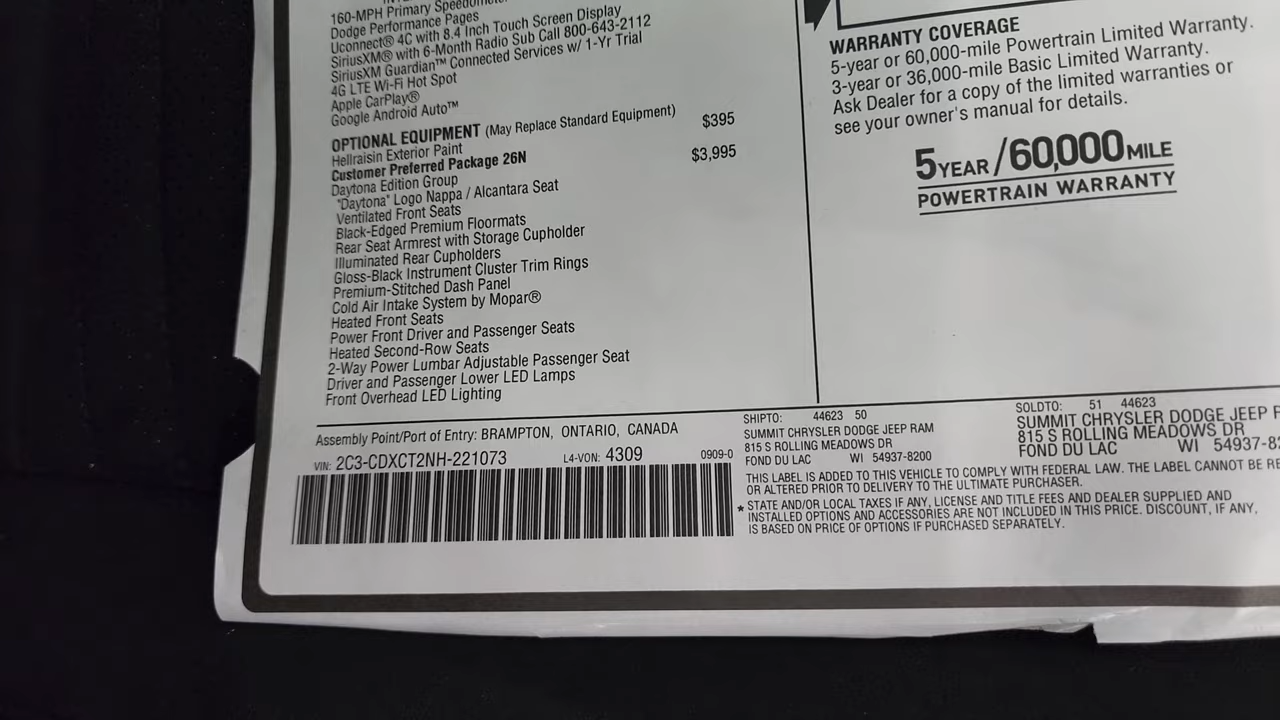 160-MPH Primary Speedometer
Dodge Performance Pages
Uconnect® 4C with 8.4 Inch Touch Screen Display
SiriusXM® with 6-Month Radio Sub Call 800-643-2112
SiriusXM Guardian™ Connected Services w/ 1-Yr Trial
4G LTE Wi-Fi Hot Spot
Apple CarPlay®
Google Android Auto™
OPTIONAL EQUIPMENT (May Replace Standard Equipment)
Hellraisin Exterior Paint $395
Customer Preferred Package 26N
Daytona Edition Group $3,995
"Daytona" Logo Nappa / Alcantara Seat
Ventilated Front Seats
Black-Edged Premium Floormats
Rear Seat Armrest with Storage Cupholder
Illuminated Rear Cupholders
Gloss-Black Instrument Cluster Trim Rings
Premium-Stitched Dash Panel
Cold Air Intake System by Mopar®
Heated Front Seats
Power Front Driver and Passenger Seats
Heated Second-Row Seats
2-Way Power Lumbar Adjustable Passenger Seat
Driver and Passenger Lower LED Lamps
Front Overhead LED Lighting
WARRANTY COVERAGE
5-year or 60,000-mile Powertrain Limited Warranty.
3-year or 36,000-mile Basic Limited Warranty.
Ask Dealer for a copy of the limited warranties or
see your owner's manual for details.
5 YEAR / 60,000 MILE
POWERTRAIN WARRANTY
Assembly Point/Port of Entry: BRAMPTON, ONTARIO, CANADA
VIN: 2C3-CDXCT2NH-221073 L4-VON: 4309 0909-0
SHIPTO: 44623 50
SUMMIT CHRYSLER DODGE JEEP RAM
815 S ROLLING MEADOWS DR
FOND DU LAC WI 54937-8200
SOLDTO: 51 44623
SUMMIT CHRYSLER DODGE JEEP
815 S ROLLING MEADOWS DR
FOND DU LAC WI 54937-82
THIS LABEL IS ADDED TO THIS VEHICLE TO COMPLY WITH FEDERAL LAW. THE LABEL CANNOT BE RE
OR ALTERED PRIOR TO DELIVERY TO THE ULTIMATE PURCHASER.
* STATE AND/OR LOCAL TAXES IF ANY, LICENSE AND TITLE FEES AND DEALER SUPPLIED AND
INSTALLED OPTIONS AND ACCESSORIES ARE NOT INCLUDED IN THIS PRICE. DISCOUNT, IF ANY,
IS BASED ON PRICE OF OPTIONS IF PURCHASED SEPARATELY.